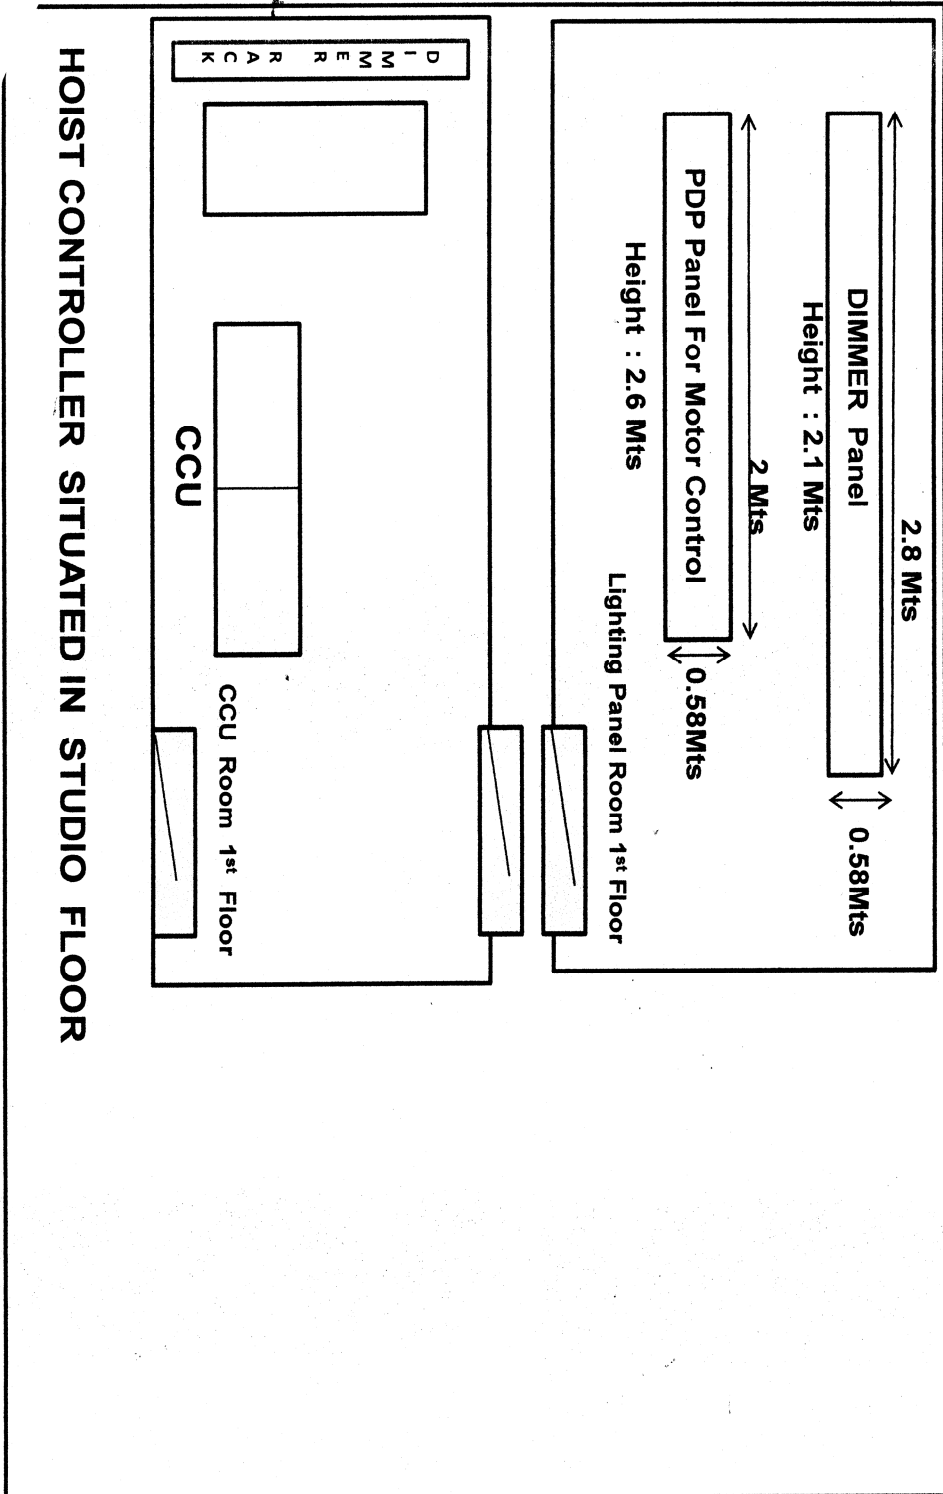 2.8 Mts
DIMMER Panel
0.58Mts
Height : 2.1 Mts
2 Mts
PDP Panel For Motor Control
0.58Mts
Height : 2.6 Mts
Lighting Panel Room 1st Floor
DIMMER RACK
CCU
CCU Room 1st Floor
HOIST CONTROLLER SITUATED IN STUDIO FLOOR